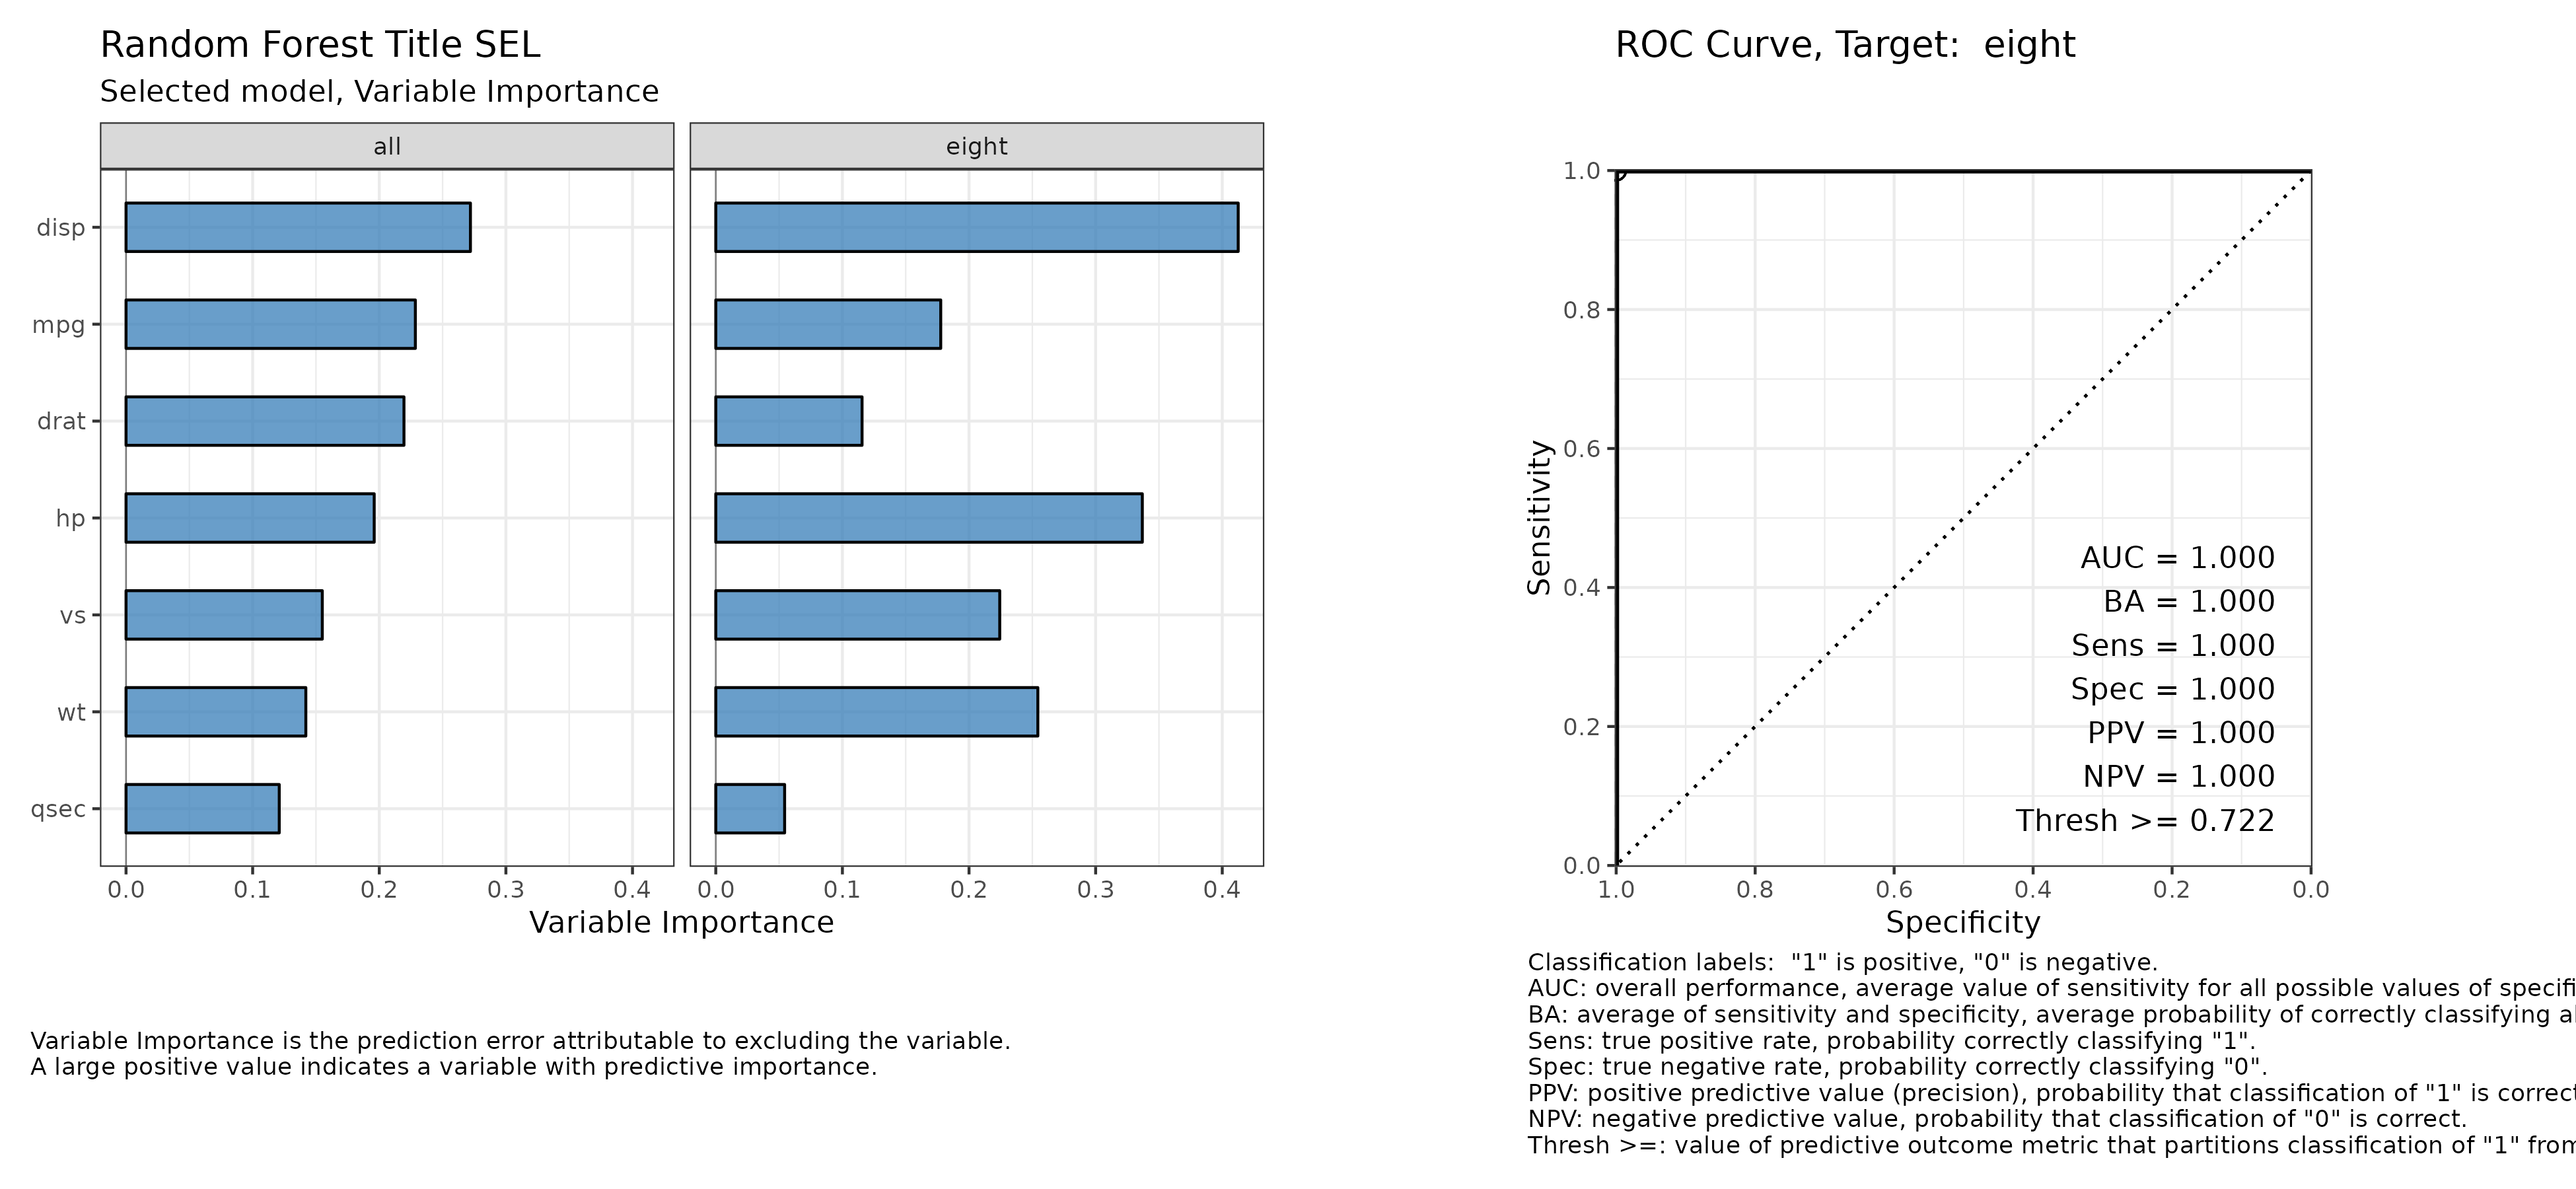 Random Forest Title SEL
Selected model, Variable Importance
all
eight
disp
mpg
drat
hp
vs
wt
qsec
0.0 0.1 0.2 0.3 0.4
0.0 0.1 0.2 0.3 0.4
Variable Importance
Variable Importance is the prediction error attributable to excluding the variable.
A large positive value indicates a variable with predictive importance.
ROC Curve, Target:  eight
Sensitivity
1.0
0.8
0.6
0.4
0.2
0.0
AUC = 1.000
BA = 1.000
Sens = 1.000
Spec = 1.000
PPV = 1.000
NPV = 1.000
Thresh >= 0.722
1.0 0.8 0.6 0.4 0.2 0.0
Specificity
Classification labels:  "1" is positive, "0" is negative.
AUC: overall performance, average value of sensitivity for all possible values of
BA: average of sensitivity and specificity, average probability of correctly classifying
Sens: true positive rate, probability correctly classifying "1".
Spec: true negative rate, probability correctly classifying "0".
PPV: positive predictive value (precision), probability that classification of "1" is correct
NPV: negative predictive value, probability that classification of "0" is correct.
Thresh >=: value of predictive outcome metric that partitions classification of "1" from